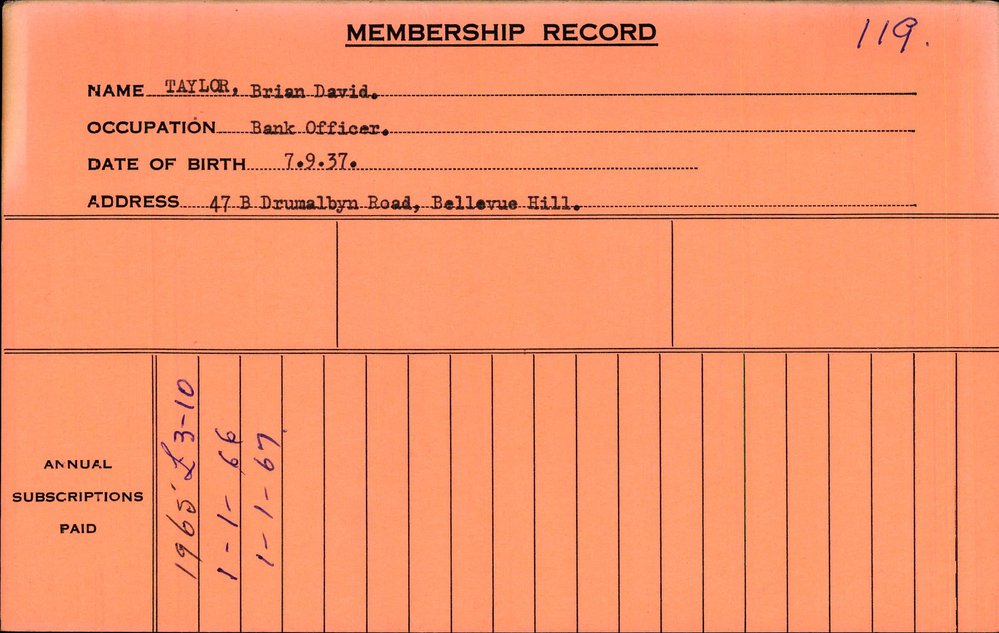 MEMBERSHIP RECORD
119.
NAME TAYLOR, Brian David.
OCCUPATION Bank Officer.
DATE OF BIRTH 7.9.37.
ADDRESS 47 B Drumalbyn Road, Bellevue Hill.
ANNUAL
SUBSCRIPTIONS
PAID
1965 £3-10
1-1-66
1-1-67.